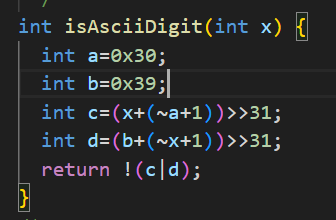 int isAsciiDigit(int x) {
int a=0x30;
int b=0x39;
int c=(x+(~a+1))>>31;
int d=(b+(~x+1))>>31;
return !(c|d);
}